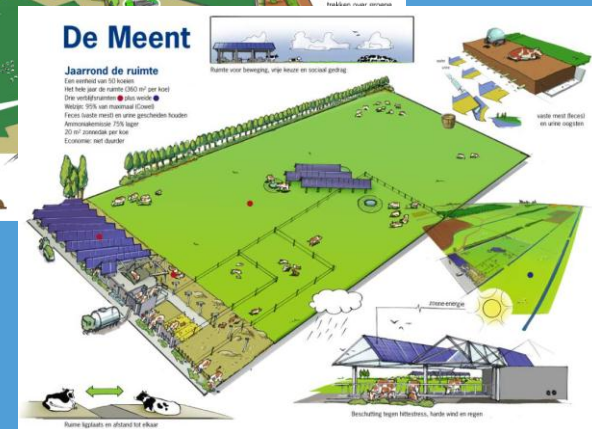 trekken over groene
De Meent
Jaarrond de ruimte
Een eenheid van 50 koeien
Het hele jaar de ruimte (360 m² per koe)
Drie verblijfsruimten plus weide
Welzijn: 95% van maximaal (Cowel)
Feces (vaste mest) en urine gescheiden houden
Ammoniakemissie 75% lager
20 m² zonnedak per koe
Economie: niet duurder
Ruimte voor beweging, vrije keuze en sociaal gedrag
vaste mest (feces)
en urine oogsten
zonne-energie
Beschutting tegen hittestress, harde wind en regen
Ruime ligplaats en afstand tot elkaar